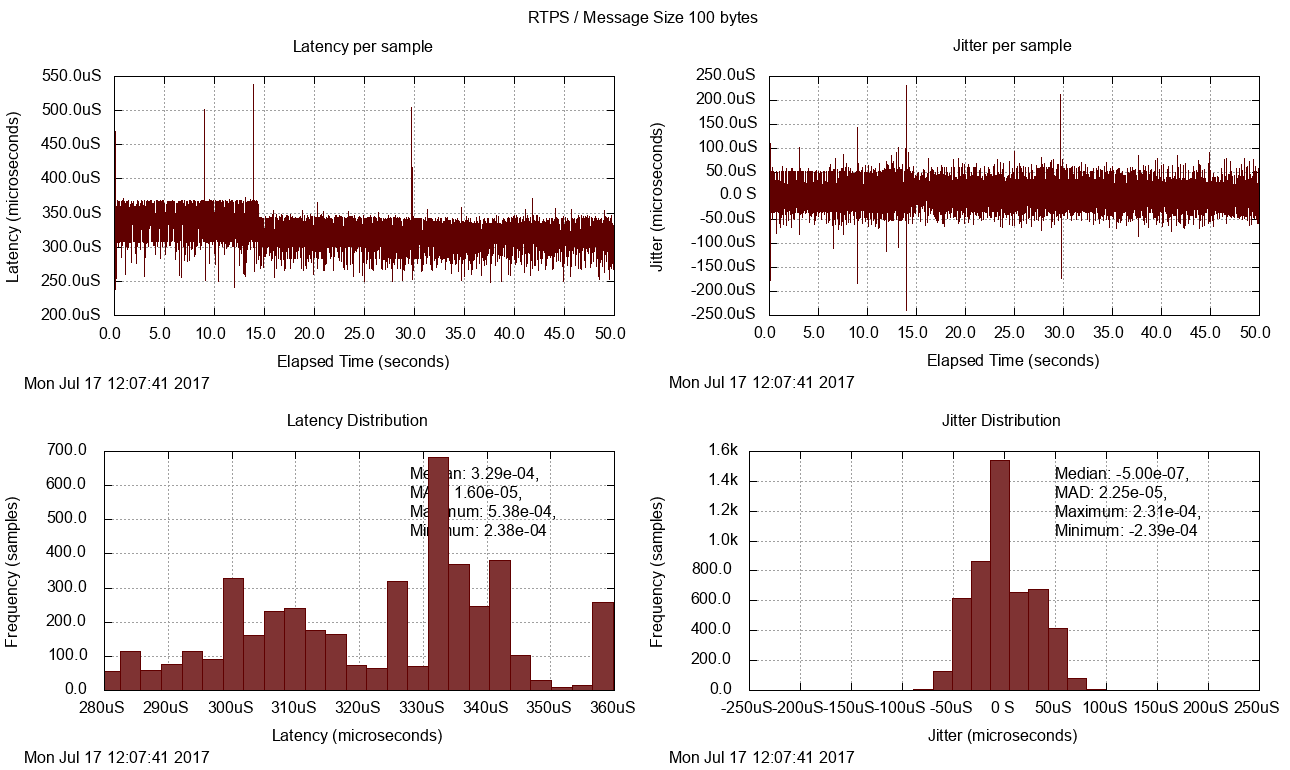 RTPS / Message Size 100 bytes
Latency per sample
550.0uS
500.0uS
450.0uS
400.0uS
350.0uS
300.0uS
250.0uS
200.0uS
Latency (microseconds)
0.0 5.0 10.0 15.0 20.0 25.0 30.0 35.0 40.0 45.0 50.0
Elapsed Time (seconds)
Mon Jul 17 12:07:41 2017
Jitter per sample
250.0uS
200.0uS
150.0uS
100.0uS
50.0uS
0.0 S
-50.0uS
-100.0uS
-150.0uS
-200.0uS
-250.0uS
Jitter (microseconds)
0.0 5.0 10.0 15.0 20.0 25.0 30.0 35.0 40.0 45.0 50.0
Elapsed Time (seconds)
Mon Jul 17 12:07:41 2017
Latency Distribution
700.0
600.0
500.0
400.0
300.0
200.0
100.0
0.0
Frequency (samples)
Median: 3.29e-04,
MAD: 1.60e-05,
Maximum: 5.38e-04,
Minimum: 2.38e-04
280uS 290uS 300uS 310uS 320uS 330uS 340uS 350uS 360uS
Latency (microseconds)
Mon Jul 17 12:07:41 2017
Jitter Distribution
1.6k
1.4k
1.2k
1.0k
800.0
600.0
400.0
200.0
0.0
Frequency (samples)
Median: -5.00e-07,
MAD: 2.25e-05,
Maximum: 2.31e-04,
Minimum: -2.39e-04
-250uS -200uS -150uS -100uS -50uS 0 S 50uS 100uS 150uS 200uS 250uS
Jitter (microseconds)
Mon Jul 17 12:07:41 2017